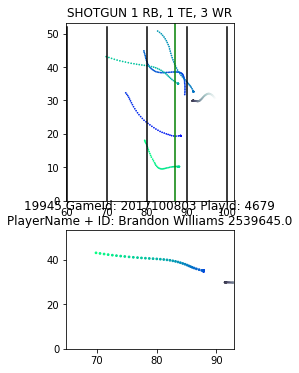 SHOTGUN 1 RB, 1 TE, 3 WR
50
40
30
20
10
0
60 70 80 90 100
19945 GameId: 2017100803 PlayId: 4679
PlayerName + ID: Brandon Williams 2539645.0
40
20
0
70 80 90